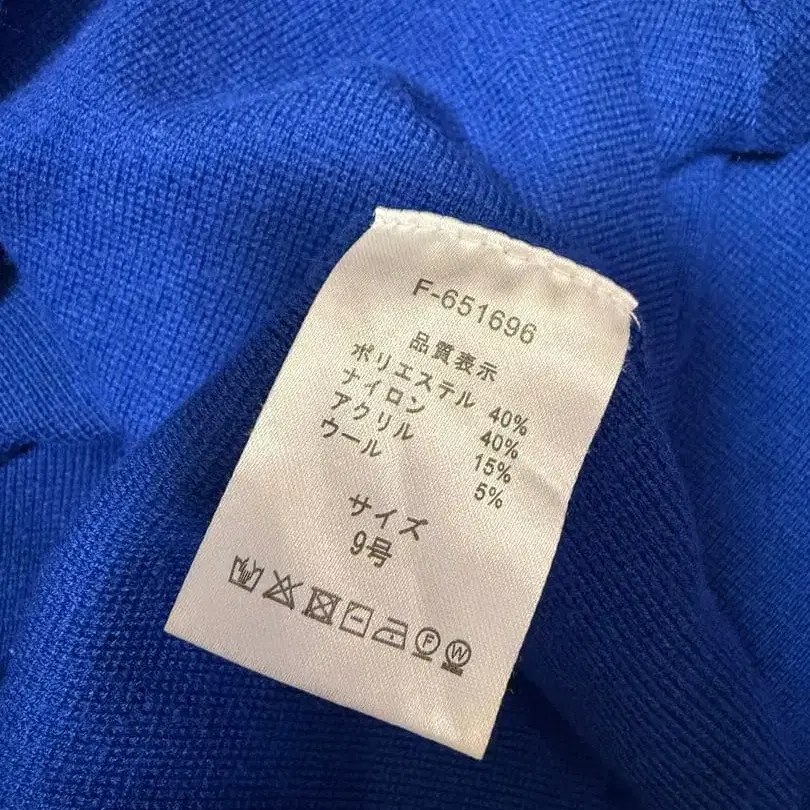 F-651696
品質表示
ポリエステル 40%
ナイロン 40%
アクリル 15%
ウール 5%
サイズ
9号
F W